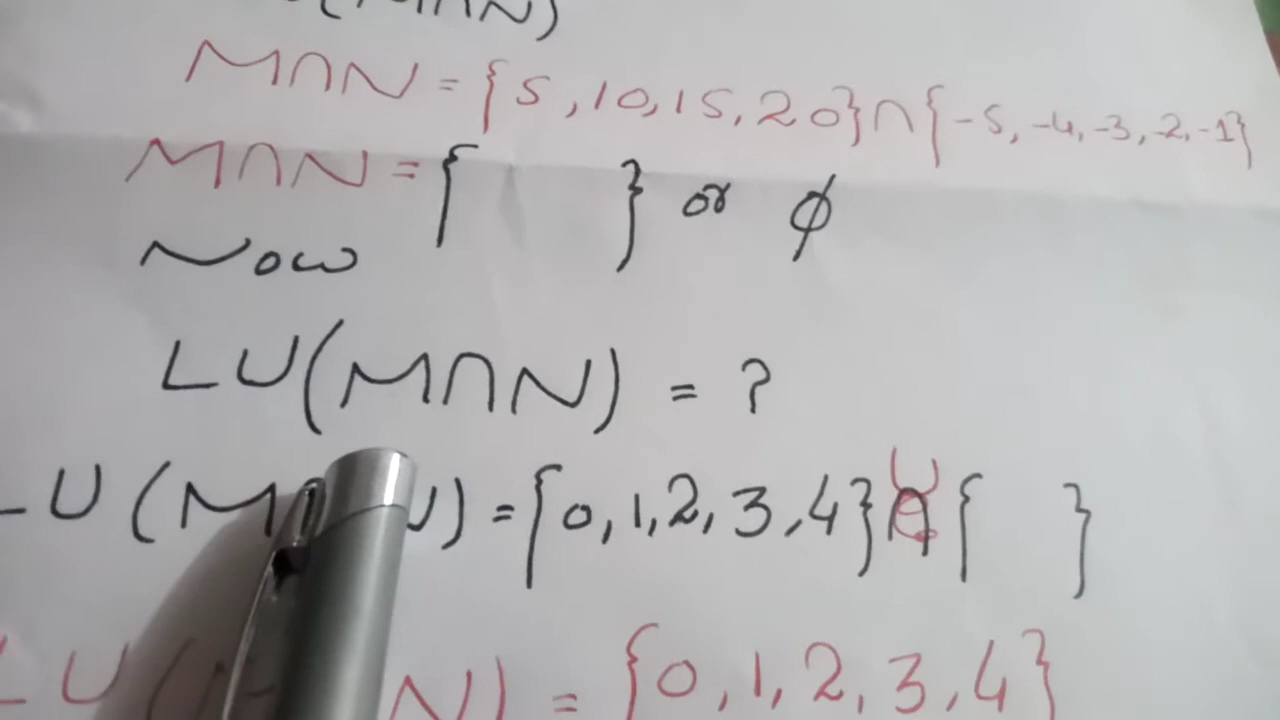 (M∩N)
M∩N = {5, 10, 15, 20} ∩ {-5, -4, -3, -2, -1}
M∩N = { } or ϕ
Now
L∪(M∩N) = ?
L∪(M∩N) = {0, 1, 2, 3, 4} ∪ { }
L∪( N) = {0, 1, 2, 3, 4}